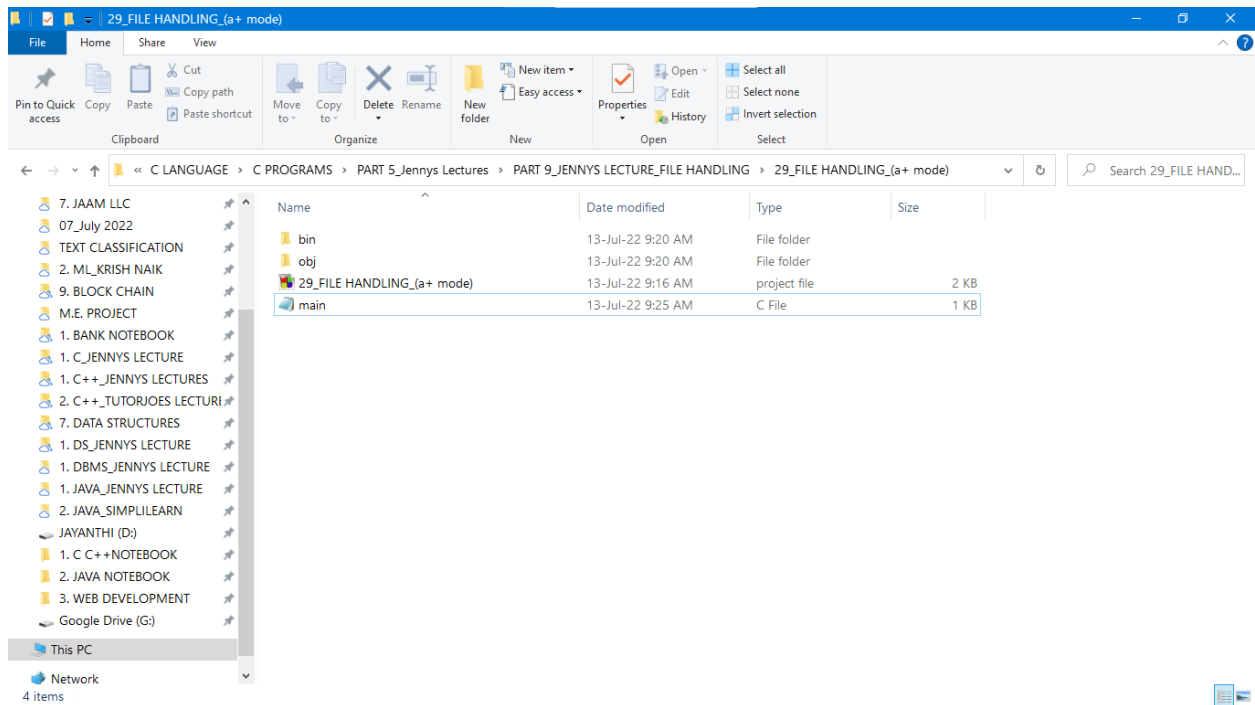 29_FILE HANDLING_(a+ mode)
File Home Share View
Pin to Quick access
Copy
Paste
Cut
Copy path
Paste shortcut
Clipboard
Move to
Copy to
Delete
Rename
Organize
New folder
New item
Easy access
New
Properties
Open
Edit
History
Open
Select all
Select none
Invert selection
Select
« C LANGUAGE › C PROGRAMS › PART 5_Jennys Lectures › PART 9_JENNYS LECTURE_FILE HANDLING › 29_FILE HANDLING_(a+ mode)
Search 29_FILE HAND...
7. JAAM LLC
07_July 2022
TEXT CLASSIFICATION
2. ML_KRISH NAIK
9. BLOCK CHAIN
M.E. PROJECT
1. BANK NOTEBOOK
1. C_JENNYS LECTURE
1. C++_JENNYS LECTURES
2. C++_TUTORJOES LECTURE
7. DATA STRUCTURES
1. DS_JENNYS LECTURE
1. DBMS_JENNYS LECTURE
1. JAVA_JENNYS LECTURE
2. JAVA_SIMPLILEARN
JAYANTHI (D:)
1. C C++NOTEBOOK
2. JAVA NOTEBOOK
3. WEB DEVELOPMENT
Google Drive (G:)
This PC
Network
Name Date modified Type Size
bin 13-Jul-22 9:20 AM File folder
obj 13-Jul-22 9:20 AM File folder
29_FILE HANDLING_(a+ mode) 13-Jul-22 9:16 AM project file 2 KB
main 13-Jul-22 9:25 AM C File 1 KB
4 items